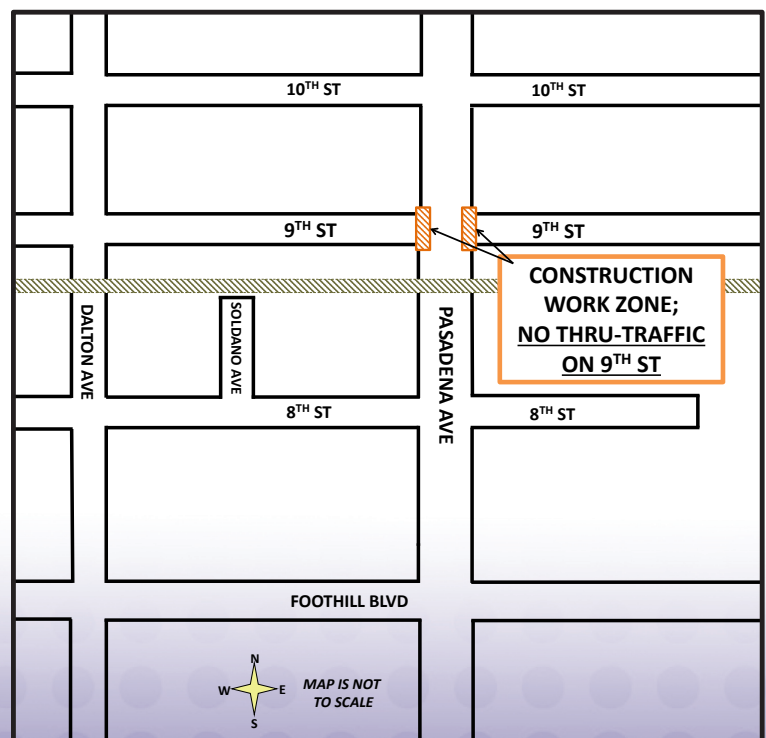 10TH ST
10TH ST
9TH ST
9TH ST
CONSTRUCTION
WORK ZONE;
NO THRU-TRAFFIC
ON 9TH ST
DALTON AVE
SOLDANO AVE
PASADENA AVE
8TH ST
8TH ST
FOOTHILL BLVD
N
W
E
S
MAP IS NOT
TO SCALE